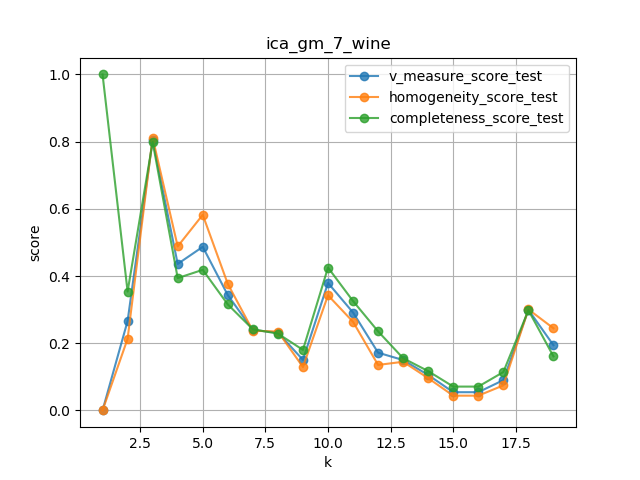 ica_gm_7_wine
v_measure_score_test
homogeneity_score_test
completeness_score_test
1.0
0.8
0.6
0.4
0.2
0.0
score
2.5 5.0 7.5 10.0 12.5 15.0 17.5
k